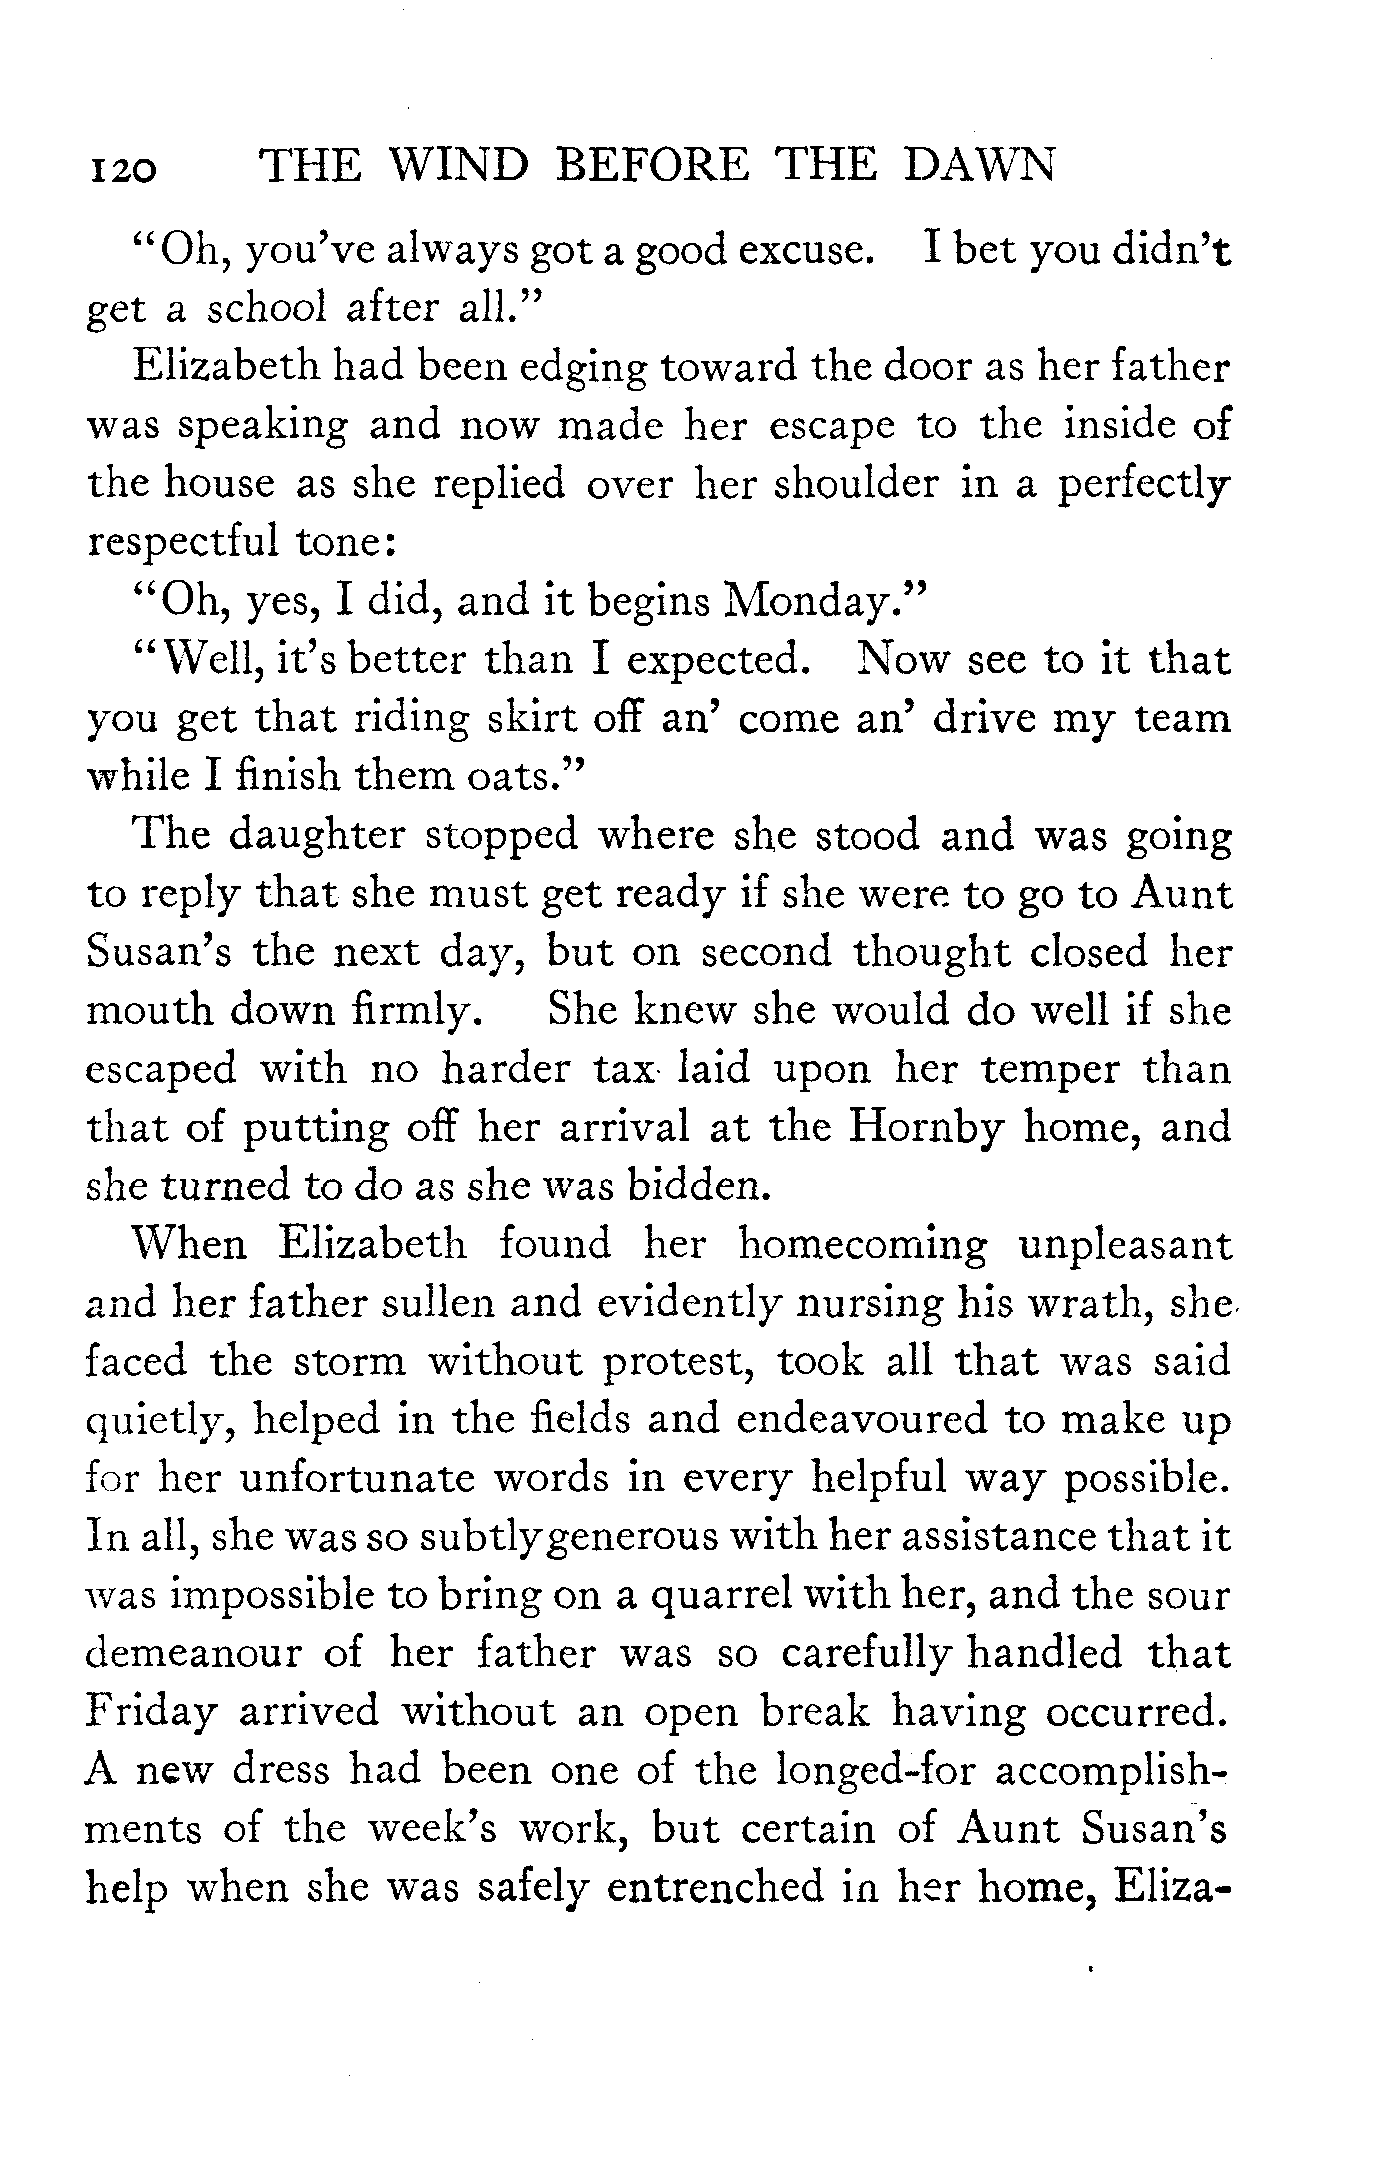 120 THE WIND BEFORE THE DAWN
“Oh, you’ve always got a good excuse. I bet you didn’t
get a school after all.”
Elizabeth had been edging toward the door as her father
was speaking and now made her escape to the inside of
the house as she replied over her shoulder in a perfectly
respectful tone:
“Oh, yes, I did, and it begins Monday.”
“Well, it’s better than I expected. Now see to it that
you get that riding skirt off an’ come an’ drive my team
while I finish them oats.”
The daughter stopped where she stood and was going
to reply that she must get ready if she were to go to Aunt
Susan’s the next day, but on second thought closed her
mouth down firmly. She knew she would do well if she
escaped with no harder tax laid upon her temper than
that of putting off her arrival at the Hornby home, and
she turned to do as she was bidden.
When Elizabeth found her homecoming unpleasant
and her father sullen and evidently nursing his wrath, she
faced the storm without protest, took all that was said
quietly, helped in the fields and endeavoured to make up
for her unfortunate words in every helpful way possible.
In all, she was so subtly generous with her assistance that it
was impossible to bring on a quarrel with her, and the sour
demeanour of her father was so carefully handled that
Friday arrived without an open break having occurred.
A new dress had been one of the longed-for accomplish-
ments of the week’s work, but certain of Aunt Susan’s
help when she was safely entrenched in her home, Eliza-